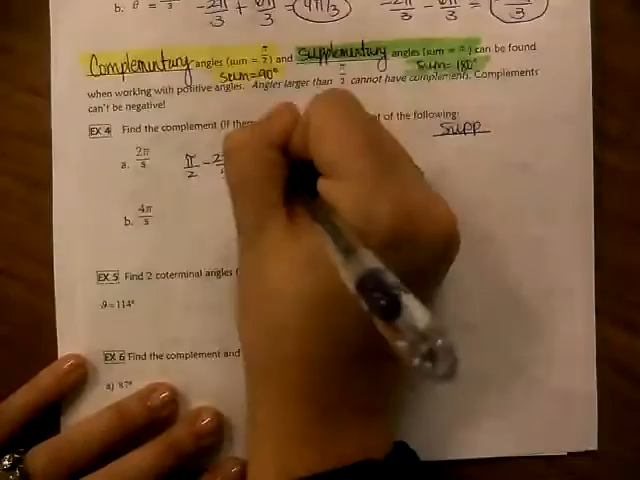 b. θ = — 3 -2π/3 + 6π/3 = 4π/3 -2π/3 - 6π/3 = 3
Complementary angles (sum = π/2) and Supplementary angles (sum = π) can be found
sum=90° sum= 180°
when working with positive angles. Angles larger than π/2 cannot have complements. Complements
can't be negative!
EX 4 Find the complement (if t of the following:
Supp
a. 2π/5 π/2 - 2
b. 4π/5
EX 5 Find 2 coterminal angles (
θ = 114°
EX 6 Find the complement and
a) 87°